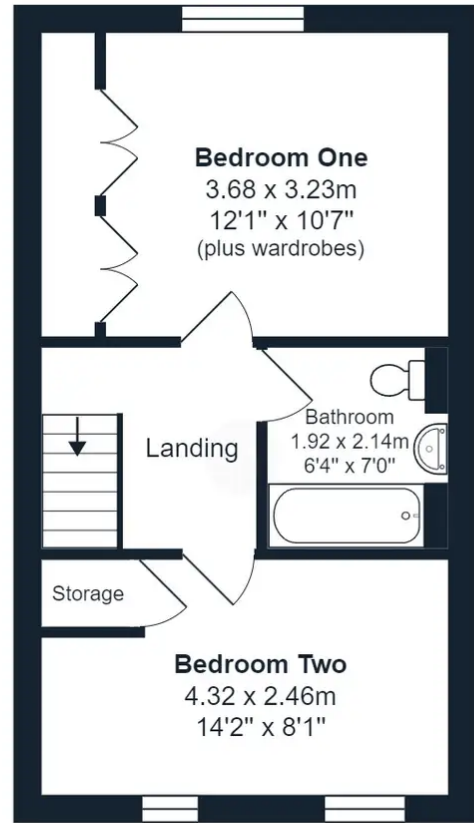 Bedroom One
3.68 x 3.23m
12'1" x 10'7"
(plus wardrobes)
Bathroom
1.92 x 2.14m
6'4" x 7'0"
Landing
Storage
Bedroom Two
4.32 x 2.46m
14'2" x 8'1"